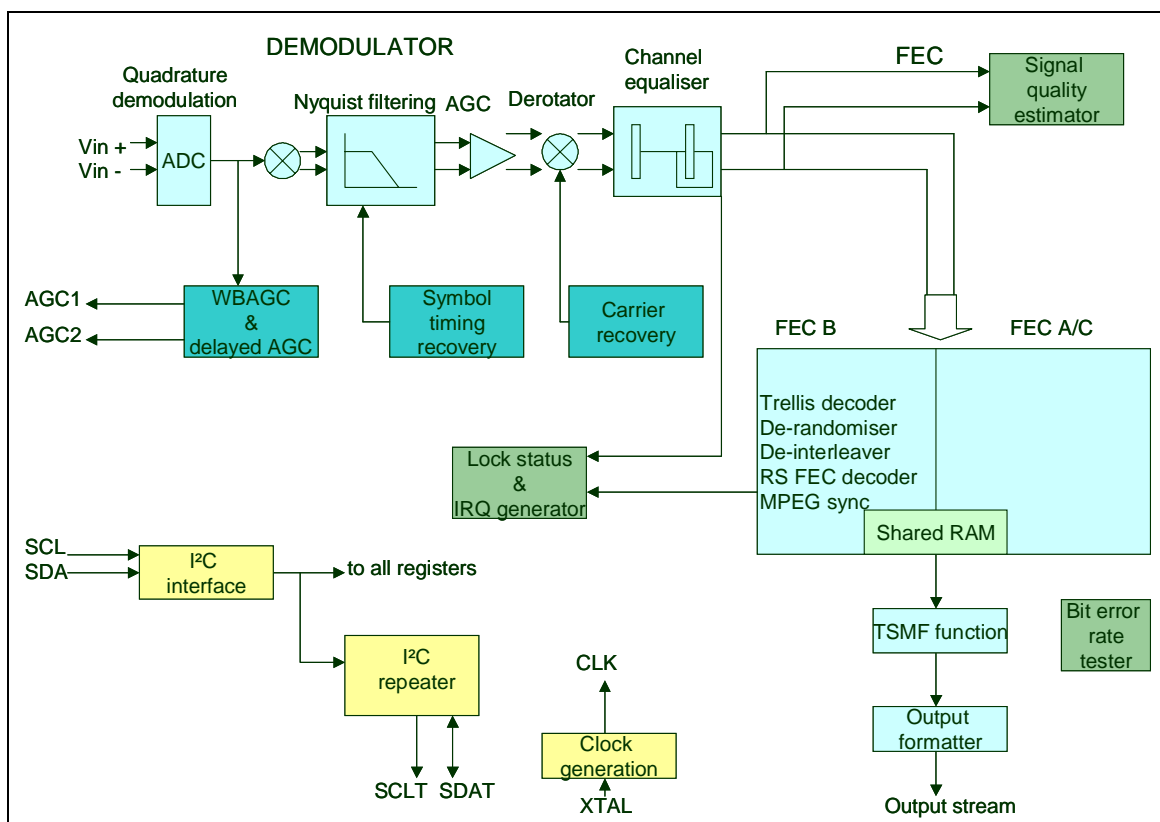 DEMODULATOR
Quadrature
demodulation
Nyquist filtering
AGC
Derotator
Channel
equaliser
FEC
Signal
quality
estimator
Vin +
Vin -
ADC
AGC1
AGC2
WBAGC
&
delayed AGC
Symbol
timing
recovery
Carrier
recovery
FEC B
FEC A/C
Trellis decoder
De-randomiser
De-interleaver
RS FEC decoder
MPEG sync
Shared RAM
Lock status
&
IRQ generator
SCL
SDA
I²C
interface
to all registers
I²C
repeater
SCLT
SDAT
CLK
Clock
generation
XTAL
TSMF function
Bit error
rate
tester
Output
formatter
Output stream